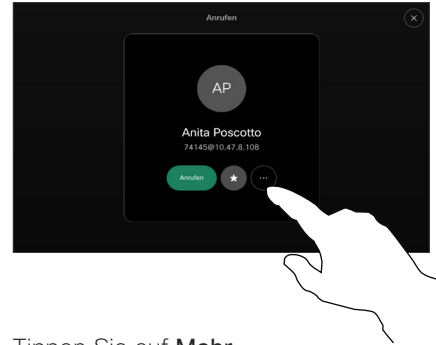 Anrufen
AP
Anita Poscotto
74145@10.47.8.108
Anrufen
Tippen Sie auf Mehr